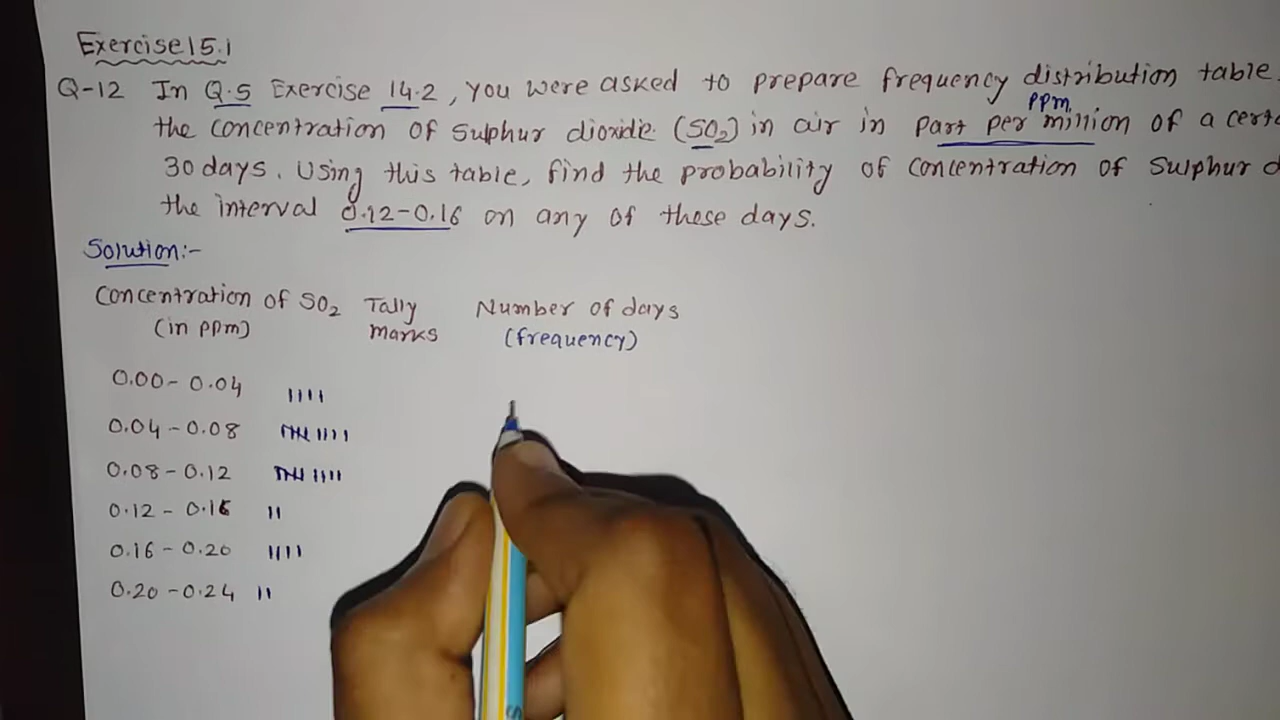 Exercise 15.1
Q-12 In Q.5 Exercise 14.2, you were asked to prepare frequency distribution table
ppm
the concentration of Sulphur dioxide (SO₂) in air in part per million of a
30 days. Using this table, find the probability of concentration of Sulphur
the interval 0.12-0.16 on any of these days.
Solution:-
Concentration of SO₂ Tally Number of days
(in ppm) marks (frequency)
0.00-0.04 ||||
0.04-0.08 𝍸 ||||
0.08-0.12 𝍸 ||||
0.12-0.16 ||
0.16-0.20 ||||
0.20-0.24 ||